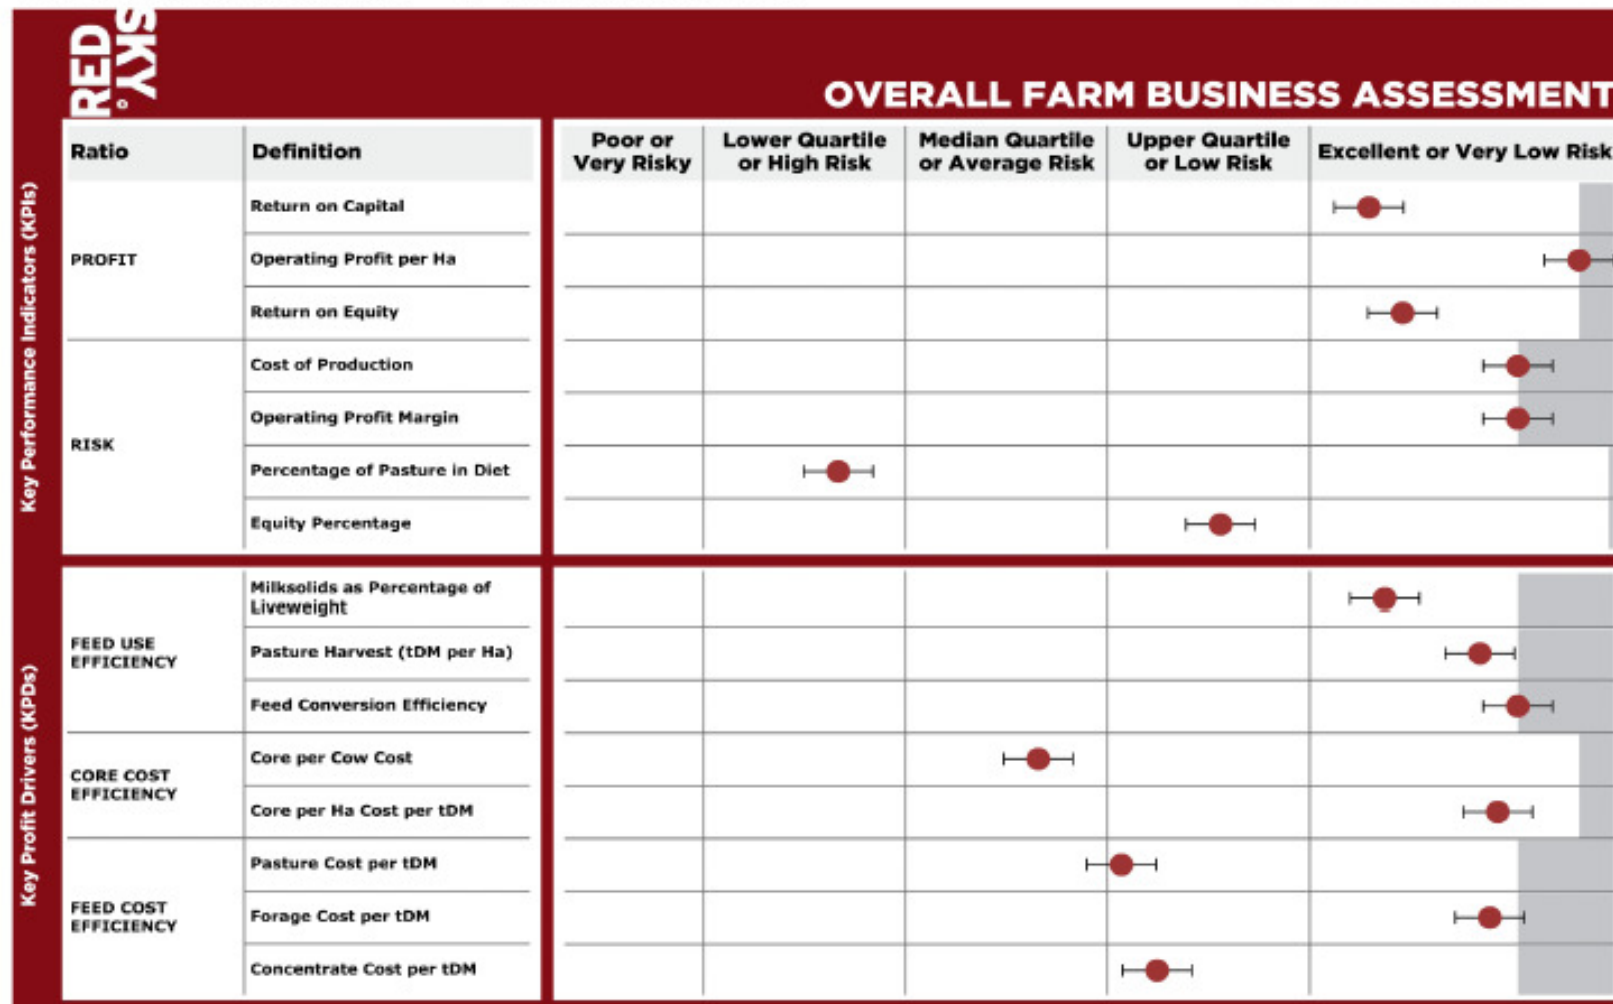 RED
SKY.
OVERALL FARM BUSINESS ASSESSMENT
Key Performance Indicators (KPIs)
Ratio
Definition
Poor or
Very Risky
Lower Quartile
or High Risk
Median Quartile
or Average Risk
Upper Quartile
or Low Risk
Excellent or Very Low Risk
PROFIT
Return on Capital
Operating Profit per Ha
Return on Equity
RISK
Cost of Production
Operating Profit Margin
Percentage of Pasture in Diet
Equity Percentage
Key Profit Drivers (KPDs)
FEED USE
EFFICIENCY
Milksolids as Percentage of
Liveweight
Pasture Harvest (tDM per Ha)
Feed Conversion Efficiency
CORE COST
EFFICIENCY
Core per Cow Cost
Core per Ha Cost per tDM
FEED COST
EFFICIENCY
Pasture Cost per tDM
Forage Cost per tDM
Concentrate Cost per tDM